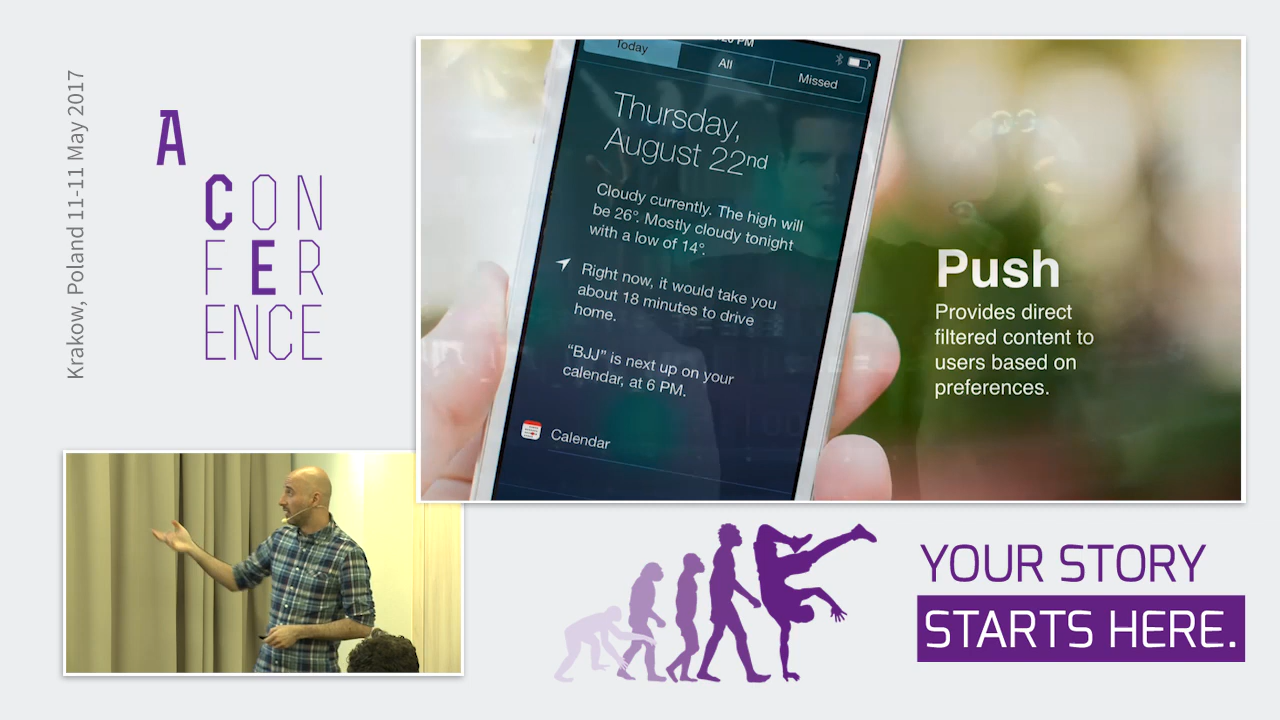 Krakow, Poland 11-11 May 2017
A
CON
FER
ENCE
Today
All
Missed
Thursday,
August 22nd
Cloudy currently. The high will
be 26°. Mostly cloudy tonight
with a low of 14°.
Right now, it would take you
about 18 minutes to drive
home.
“BJJ” is next up on your
calendar, at 6 PM.
Calendar
Push
Provides direct
filtered content to
users based on
preferences.
YOUR STORY
STARTS HERE.